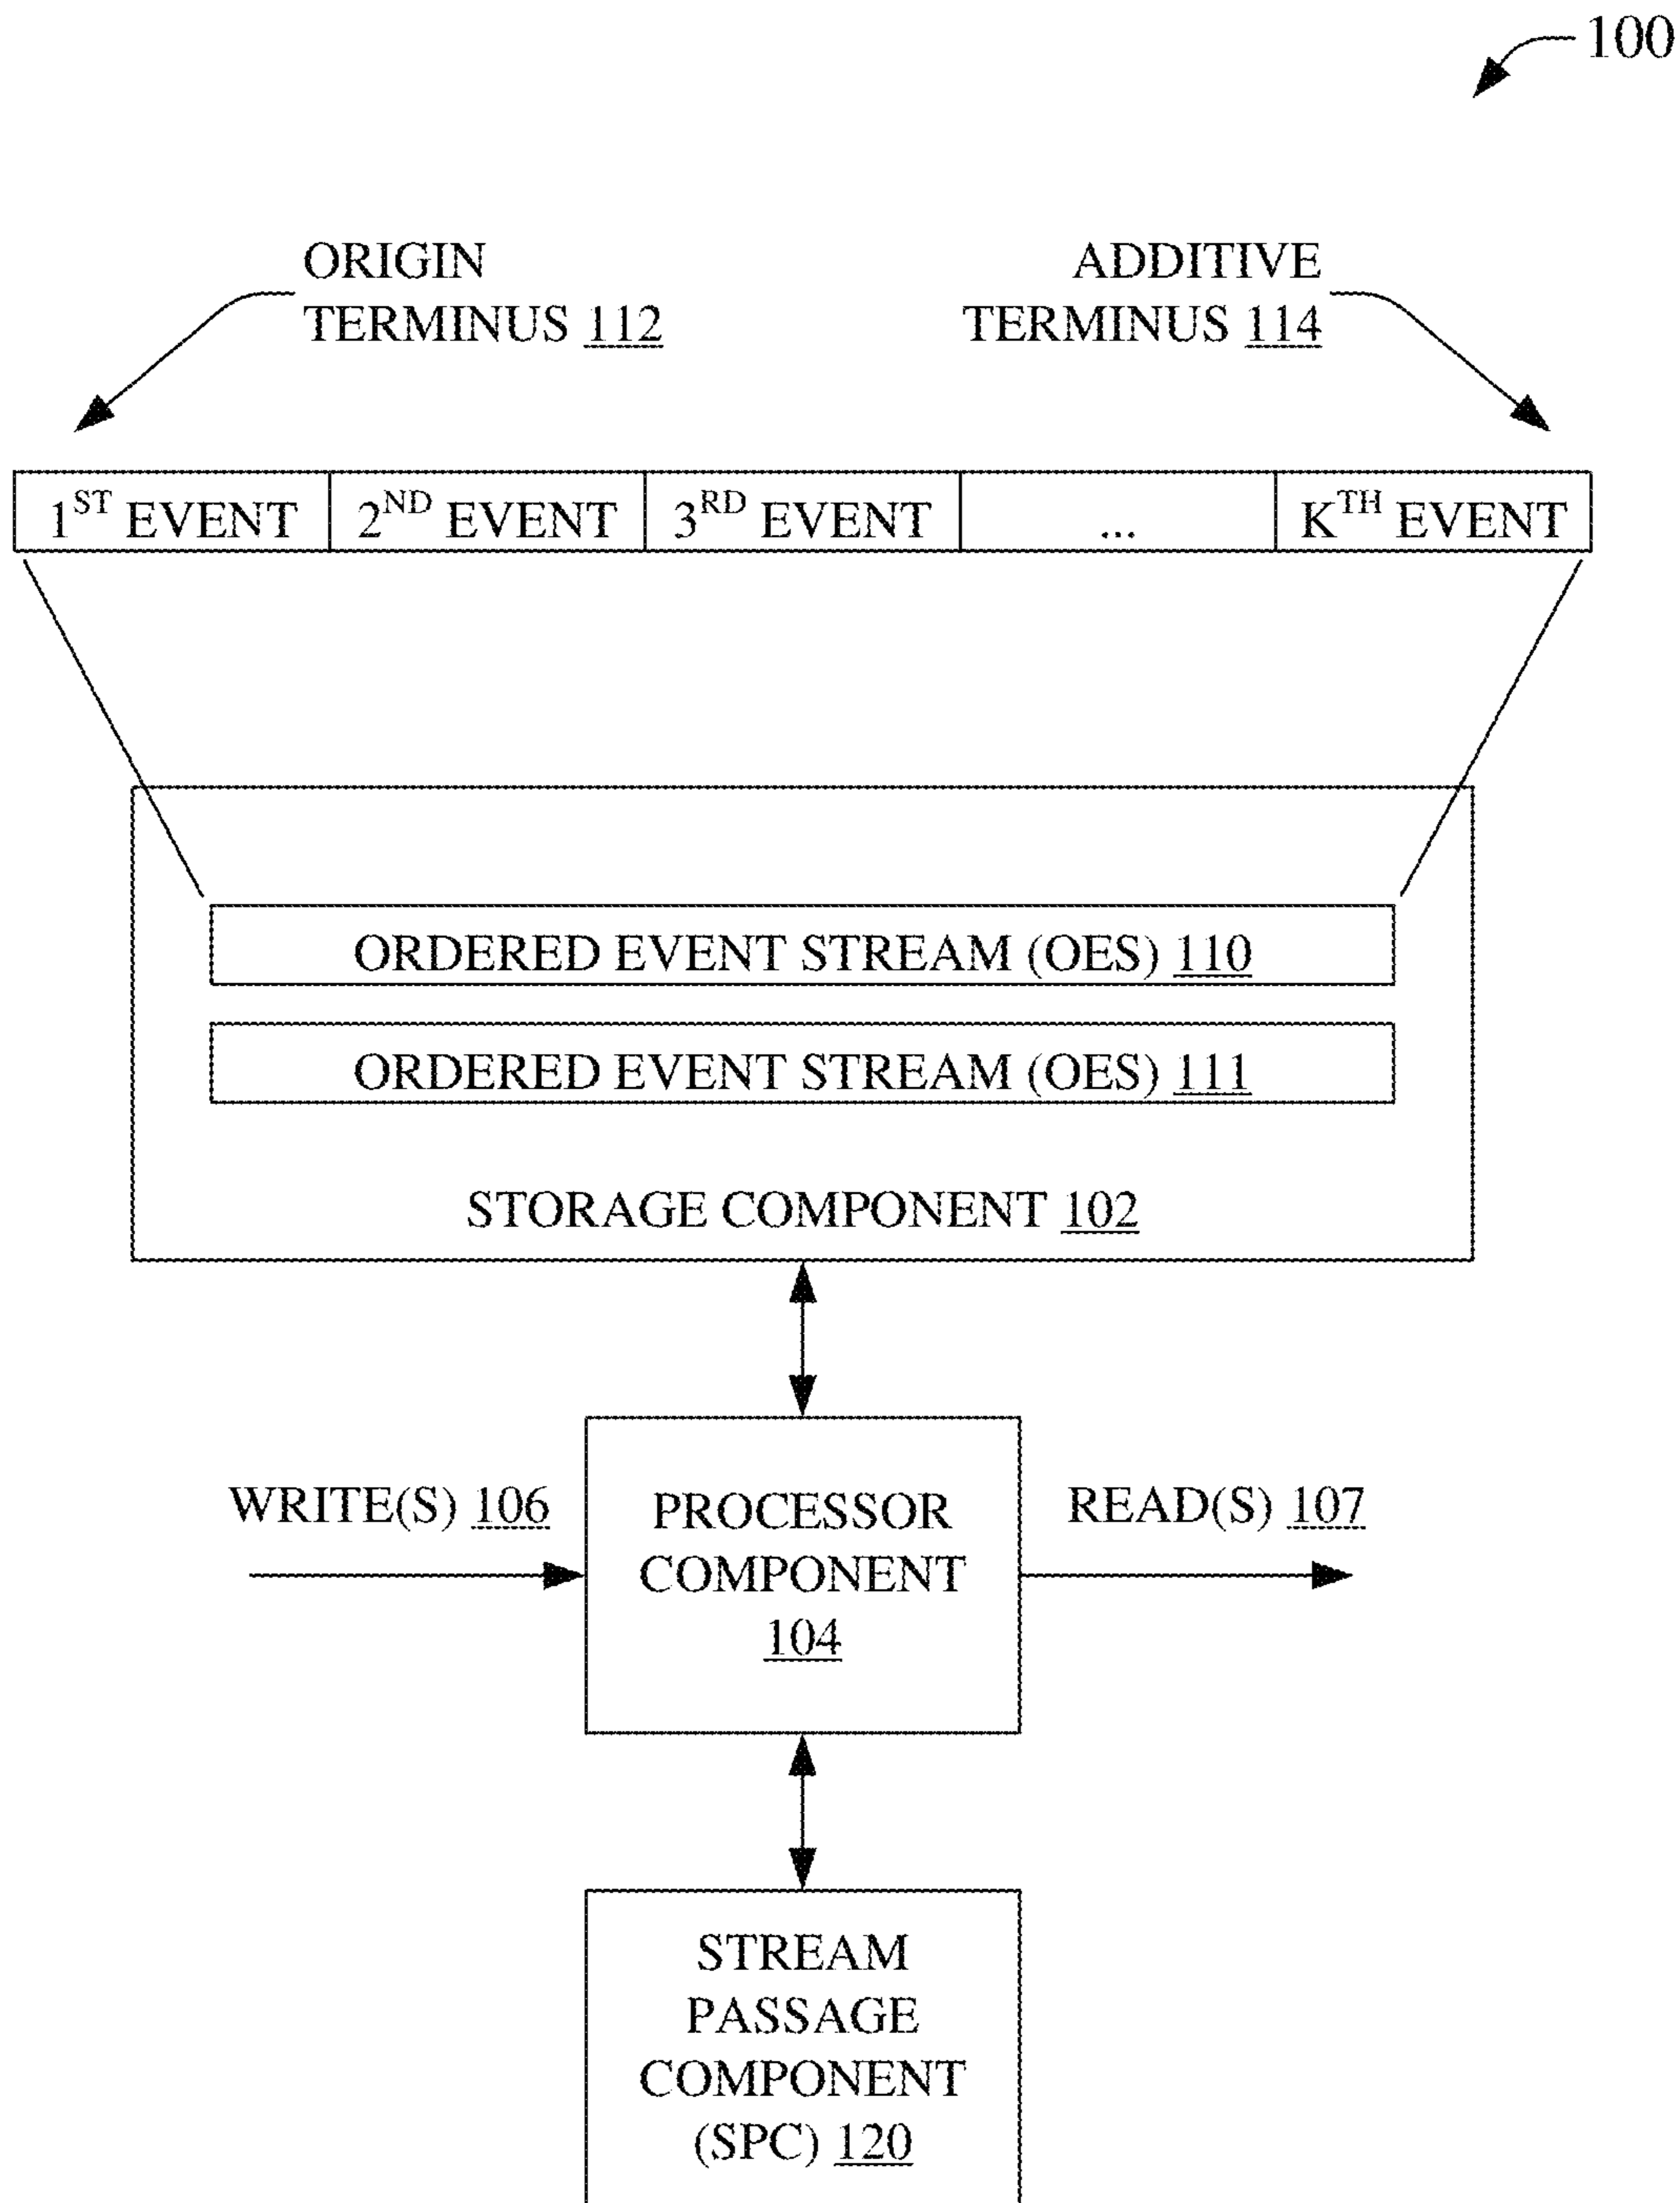 100
ORIGIN
TERMINUS 112
ADDITIVE
TERMINUS 114
1ST EVENT
2ND EVENT
3RD EVENT
...
KTH EVENT
ORDERED EVENT STREAM (OES) 110
ORDERED EVENT STREAM (OES) 111
STORAGE COMPONENT 102
WRITE(S) 106
PROCESSOR
COMPONENT
104
READ(S) 107
STREAM
PASSAGE
COMPONENT
(SPC) 120